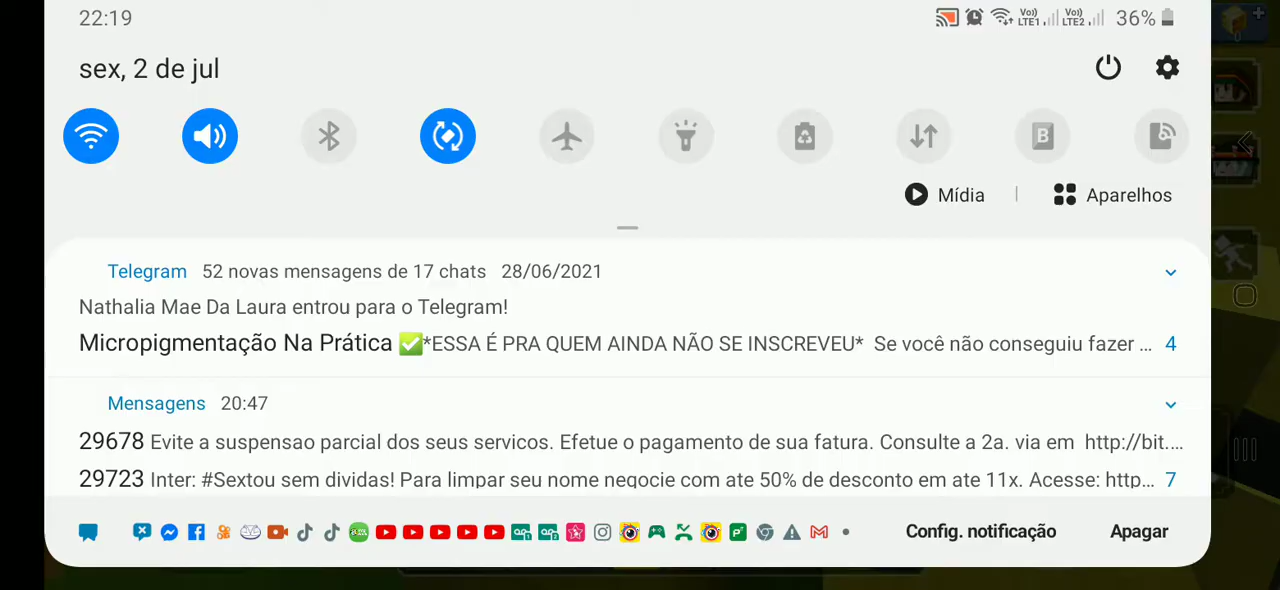 22:19
Vo)) LTE1 Vo)) LTE2 36%
sex, 2 de jul
B
Mídia | Aparelhos
Telegram 52 novas mensagens de 17 chats 28/06/2021
Nathalia Mae Da Laura entrou para o Telegram!
Micropigmentação Na Prática ✅*ESSA É PRA QUEM AINDA NÃO SE INSCREVEU* Se você não conseguiu fazer ... 4
Mensagens 20:47
29678 Evite a suspensao parcial dos seus servicos. Efetue o pagamento de sua fatura. Consulte a 2a. via em http://bit....
29723 Inter: #Sextou sem dividas! Para limpar seu nome negocie com ate 50% de desconto em ate 11x. Acesse: http... 7
Config. notificação Apagar